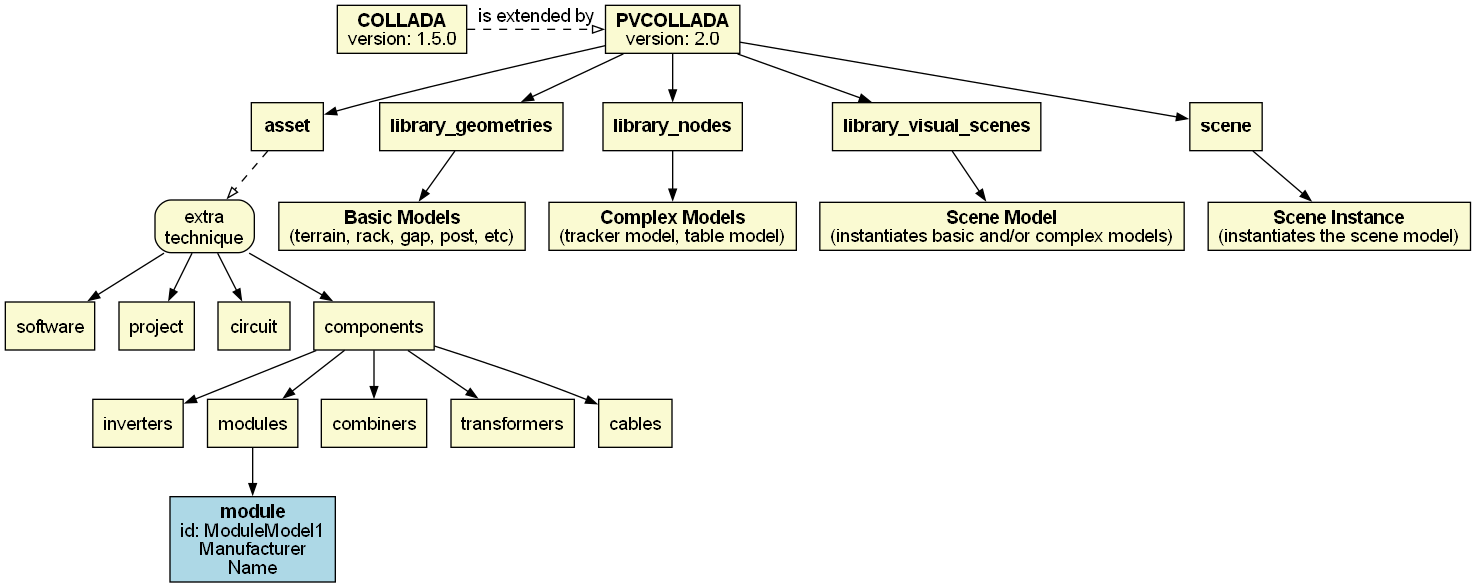 COLLADA
version: 1.5.0
is extended by
PVCOLLADA
version: 2.0
asset
library_geometries
library_nodes
library_visual_scenes
scene
extra
technique
Basic Models
(terrain, rack, gap, post, etc)
Complex Models
(tracker model, table model)
Scene Model
(instantiates basic and/or complex models)
Scene Instance
(instantiates the scene model)
software
project
circuit
components
inverters
modules
combiners
transformers
cables
module
id: ModuleModel1
Manufacturer
Name